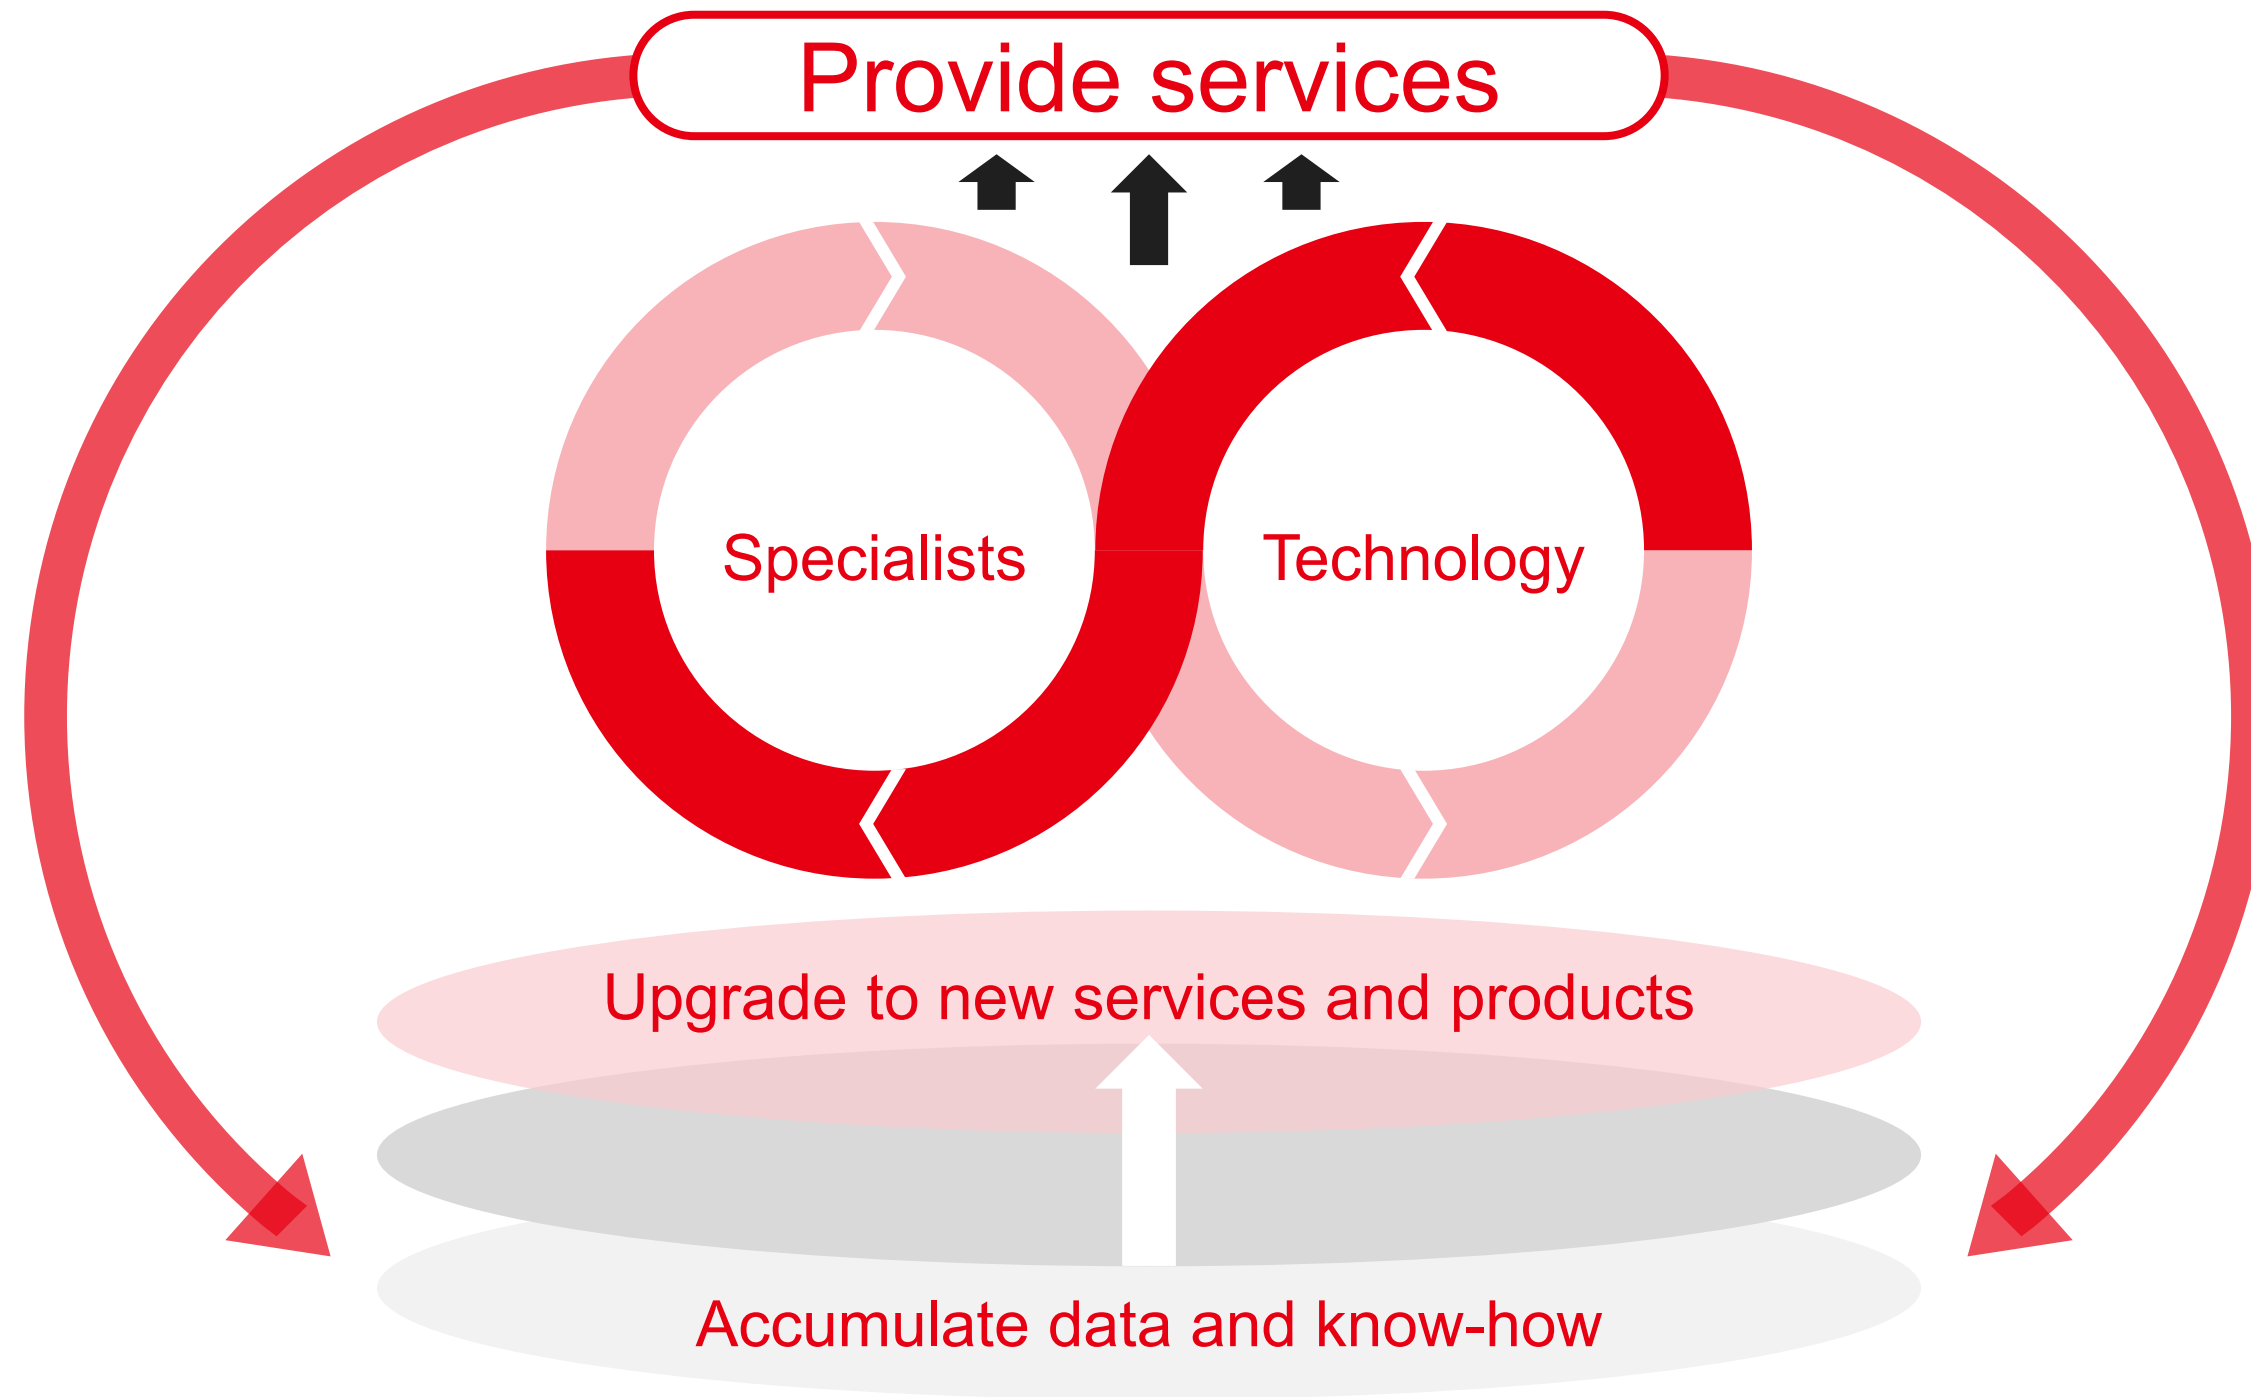 Provide services
Specialists
Technology
Upgrade to new services and products
Accumulate data and know-how